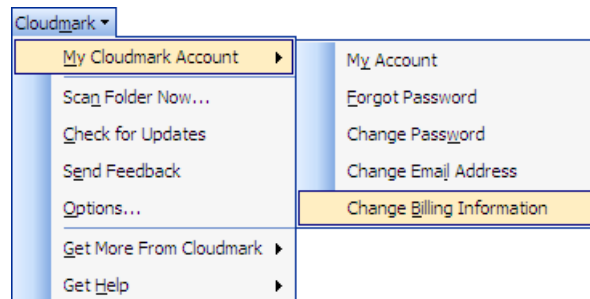 Cloudmark
My Cloudmark Account
Scan Folder Now...
Check for Updates
Send Feedback
Options...
Get More From Cloudmark
Get Help
My Account
Forgot Password
Change Password
Change Email Address
Change Billing Information